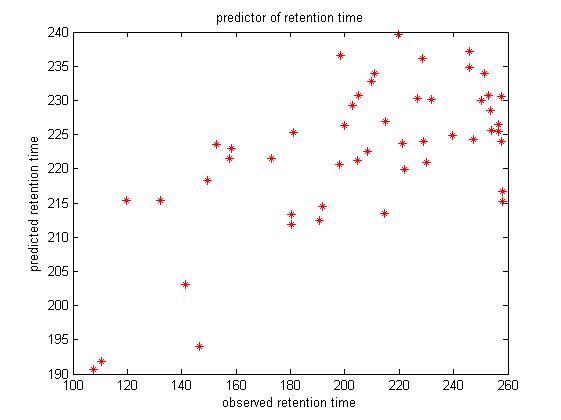 predictor of retention time
240
235
230
225
220
215
210
205
200
195
190
predicted retention time
100 120 140 160 180 200 220 240 260
observed retention time